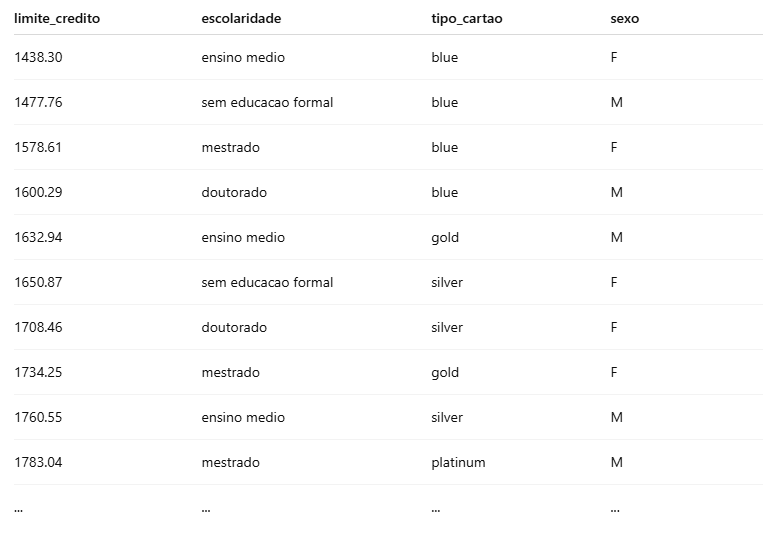 limite_credito escolaridade tipo_cartao sexo
1438.30 ensino medio blue F
1477.76 sem educacao formal blue M
1578.61 mestrado blue F
1600.29 doutorado blue M
1632.94 ensino medio gold M
1650.87 sem educacao formal silver F
1708.46 doutorado silver F
1734.25 mestrado gold F
1760.55 ensino medio silver M
1783.04 mestrado platinum M
... ... ... ...